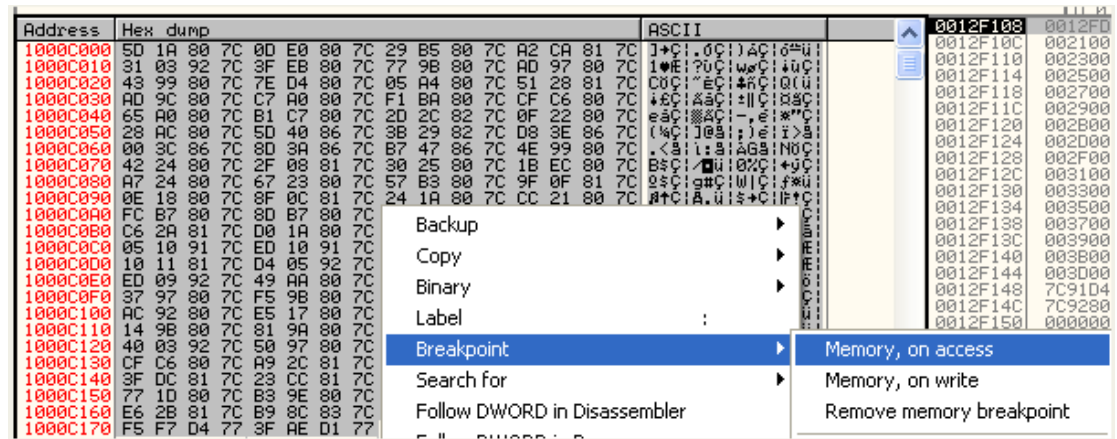 Address Hex dump ASCII
1000C000 5D 1A 80 7C 0D E0 80 7C 29 B5 80 7C A2 CA 81 7C
1000C010 31 03 92 7C 3F EB 80 7C 77 9B 80 7C AD 97 80 7C
1000C020 43 99 80 7C 7E D4 80 7C 05 A4 80 7C 51 28 81 7C
1000C030 AD 9C 80 7C C7 A0 80 7C F1 BA 80 7C CF C6 80 7C
1000C040 65 A0 80 7C B1 C7 80 7C 2D 2C 82 7C 0F 22 80 7C
1000C050 28 AC 80 7C 5D 40 86 7C 3B 29 82 7C D8 3E 86 7C
1000C060 00 3C 86 7C 8D 3A 86 7C B7 47 86 7C 4E 99 80 7C
1000C070 42 24 80 7C 2F 08 81 7C 30 25 80 7C 1B EC 80 7C
1000C080 A7 24 80 7C 67 23 80 7C 57 B3 80 7C 9F 0F 81 7C
1000C090 0E 18 80 7C 8F 0C 81 7C 24 1A 80 7C CC 21 80 7C
1000C0A0 FC B7 80 7C 8D B7 80 7C
1000C0B0 C6 2A 81 7C D0 1A 80 7C
1000C0C0 05 10 91 7C ED 10 91 7C
1000C0D0 10 11 81 7C D4 05 92 7C
1000C0E0 ED 09 92 7C 49 AA 80 7C
1000C0F0 37 97 80 7C F5 9B 80 7C
1000C100 AC 92 80 7C E5 17 80 7C
1000C110 14 9B 80 7C 81 9A 80 7C
1000C120 40 03 92 7C 50 97 80 7C
1000C130 CF C6 80 7C A9 2C 81 7C
1000C140 3F DC 81 7C 23 CC 81 7C
1000C150 77 1D 80 7C B3 9E 80 7C
1000C160 E6 2B 81 7C B9 8C 83 7C
1000C170 F5 F7 D4 77 3F AE D1 77
0012F108 0012FD
0012F10C 002100
0012F110 002300
0012F114 002500
0012F118 002700
0012F11C 002900
0012F120 002B00
0012F124 002D00
0012F128 002F00
0012F12C 003100
0012F130 003300
0012F134 003500
0012F138 003700
0012F13C 003900
0012F140 003B00
0012F144 003D00
0012F148 7C91D4
0012F14C 7C9280
0012F150 000000
Backup
Copy
Binary
Label :
Breakpoint
Search for
Follow DWORD in Disassembler
Memory, on access
Memory, on write
Remove memory breakpoint